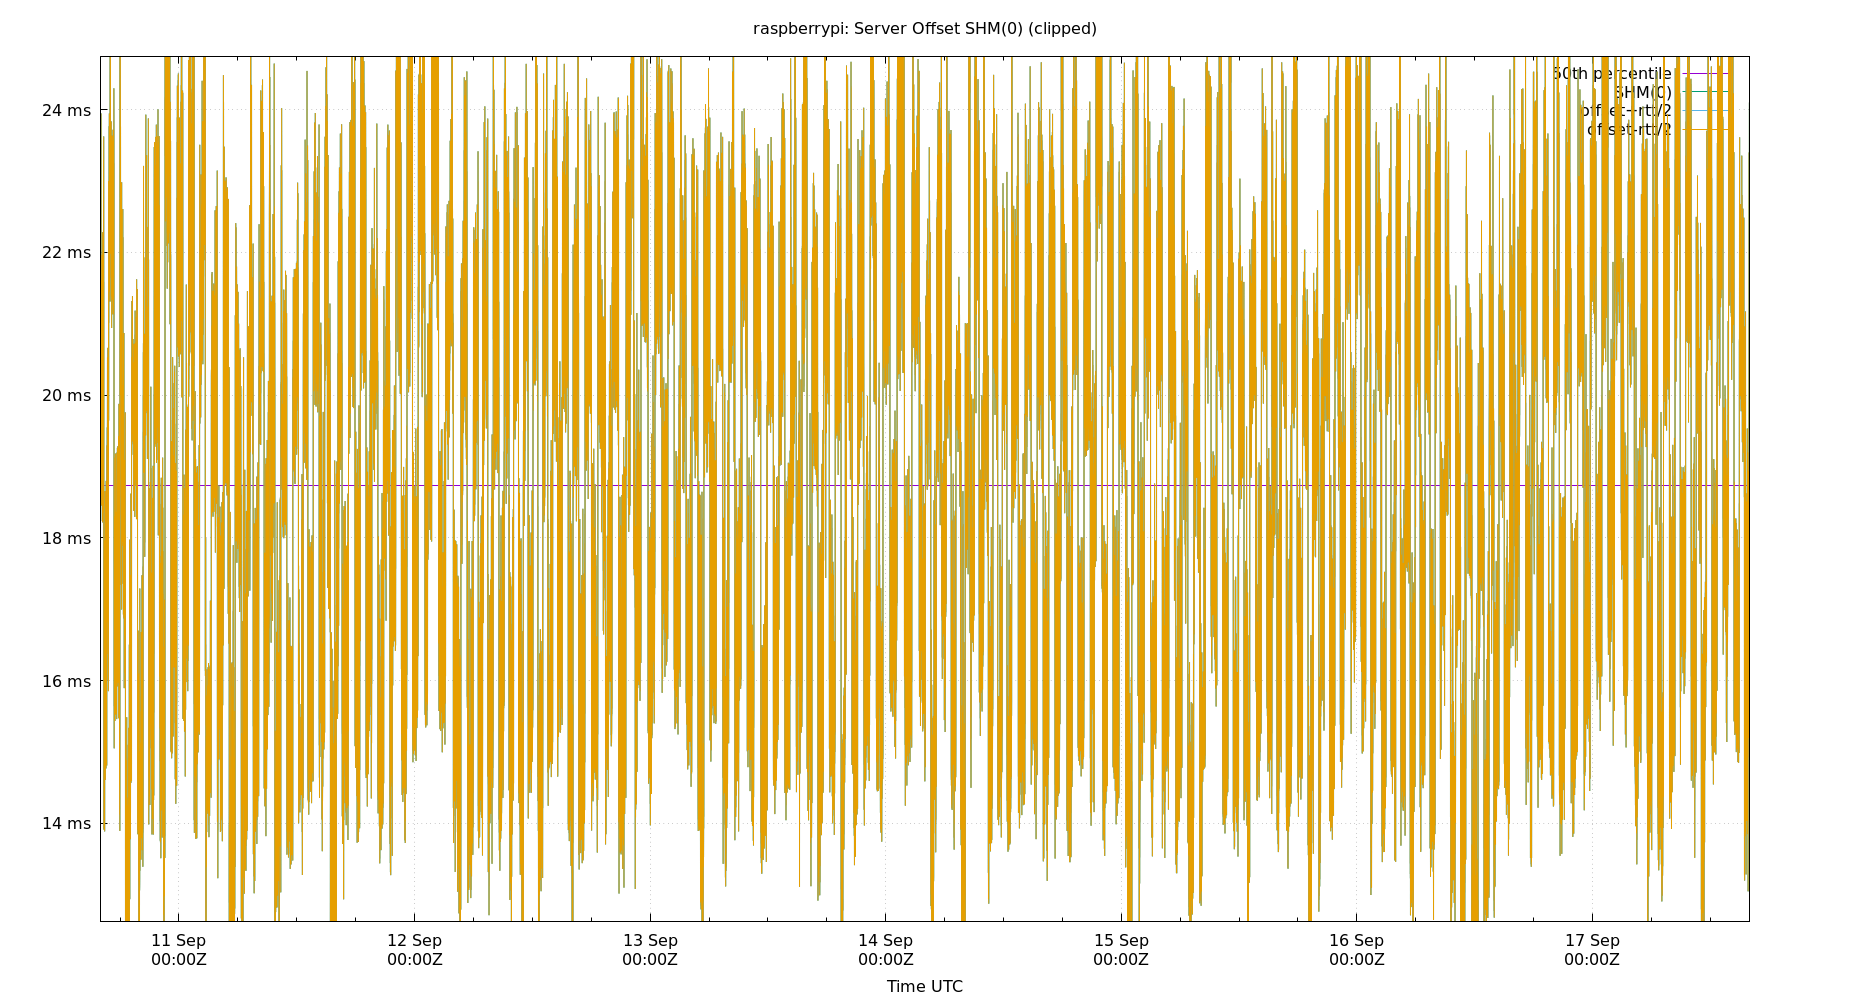 raspberrypi: Server Offset SHM(0) (clipped)
50th percentile
SHM(0)
offset+rtt/2
offset-rtt/2
24 ms
22 ms
20 ms
18 ms
16 ms
14 ms
11 Sep 12 Sep 13 Sep 14 Sep 15 Sep 16 Sep 17 Sep
00:00Z 00:00Z 00:00Z 00:00Z 00:00Z 00:00Z 00:00Z
Time UTC